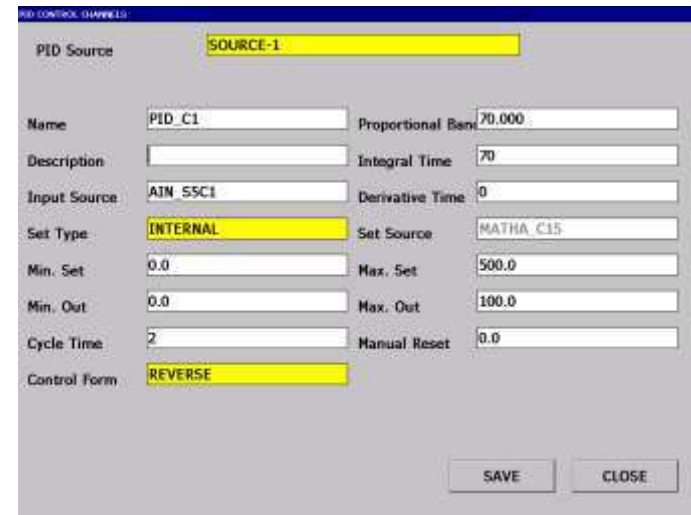 PID CONTROL CHANNELS:
PID Source SOURCE-1
Name PID_C1 Proportional Ban 70.000
Description Integral Time 70
Input Source AIN_S5C1 Derivative Time 0
Set Type INTERNAL Set Source MATHA_C15
Min. Set 0.0 Max. Set 500.0
Min. Out 0.0 Max. Out 100.0
Cycle Time 2 Manual Reset 0.0
Control Form REVERSE
SAVE CLOSE